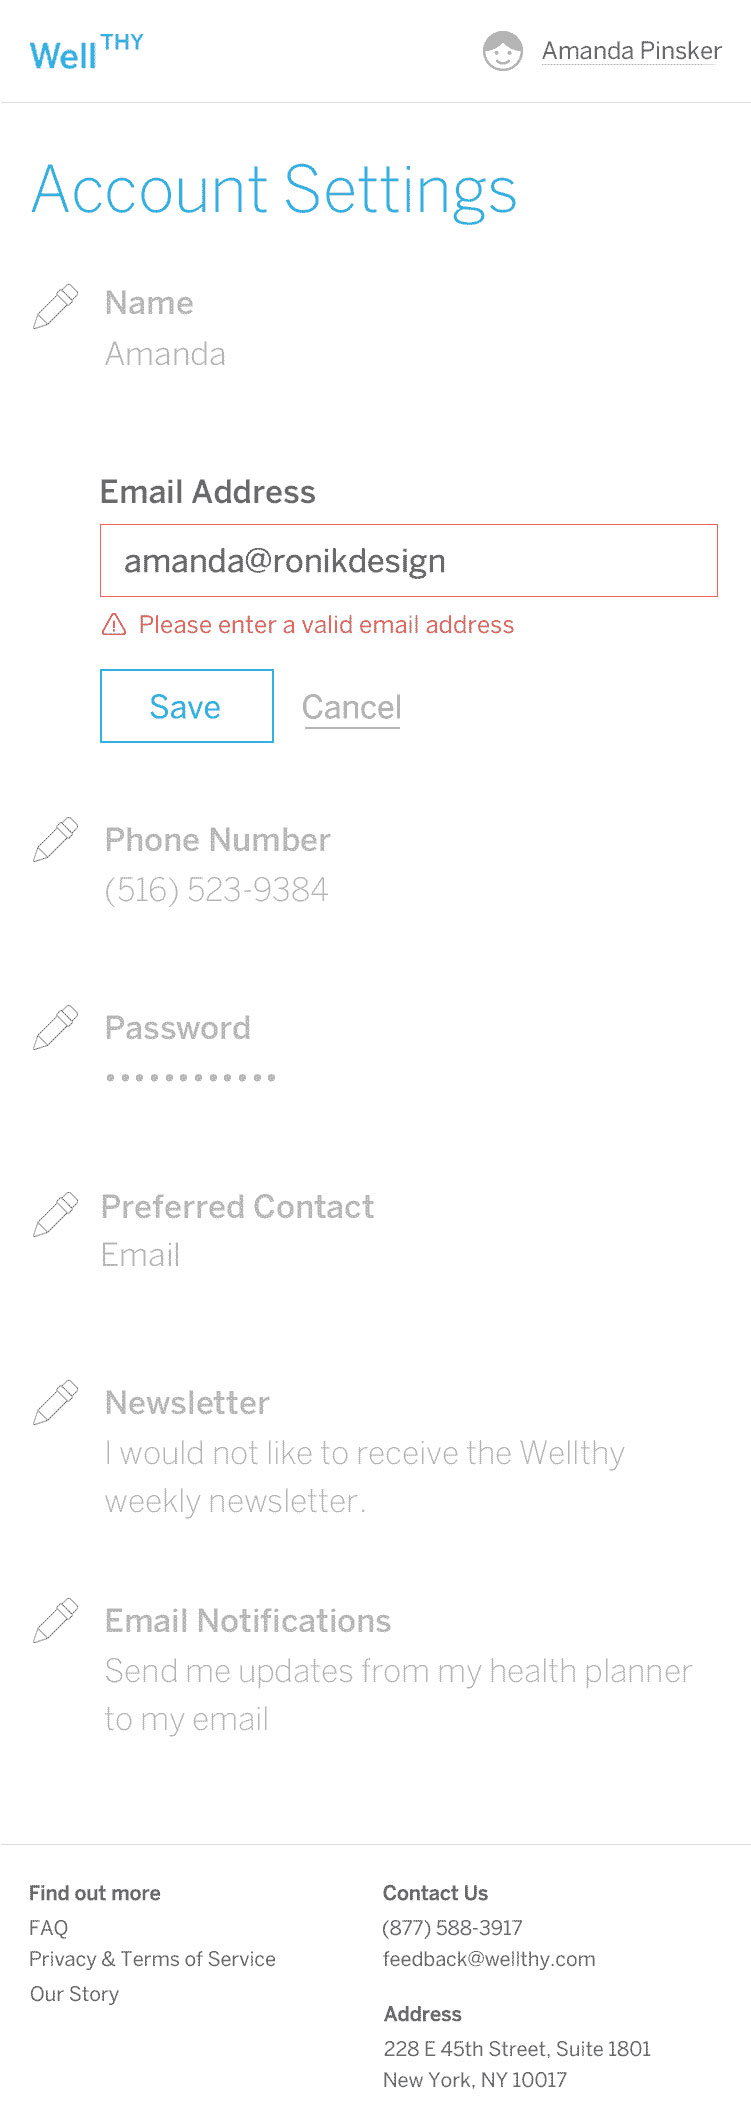 Well THY
Amanda Pinsker
Account Settings
Name
Amanda
Email Address
amanda@ronikdesign
Please enter a valid email address
Save
Cancel
Phone Number
(516) 523-9384
Password
Preferred Contact
Email
Newsletter
I would not like to receive the Wellthy
weekly newsletter.
Email Notifications
Send me updates from my health planner
to my email
Find out more
FAQ
Privacy & Terms of Service
Our Story
Contact Us
(877) 588-3917
feedback@wellthy.com
Address
228 E 45th Street, Suite 1801
New York, NY 10017